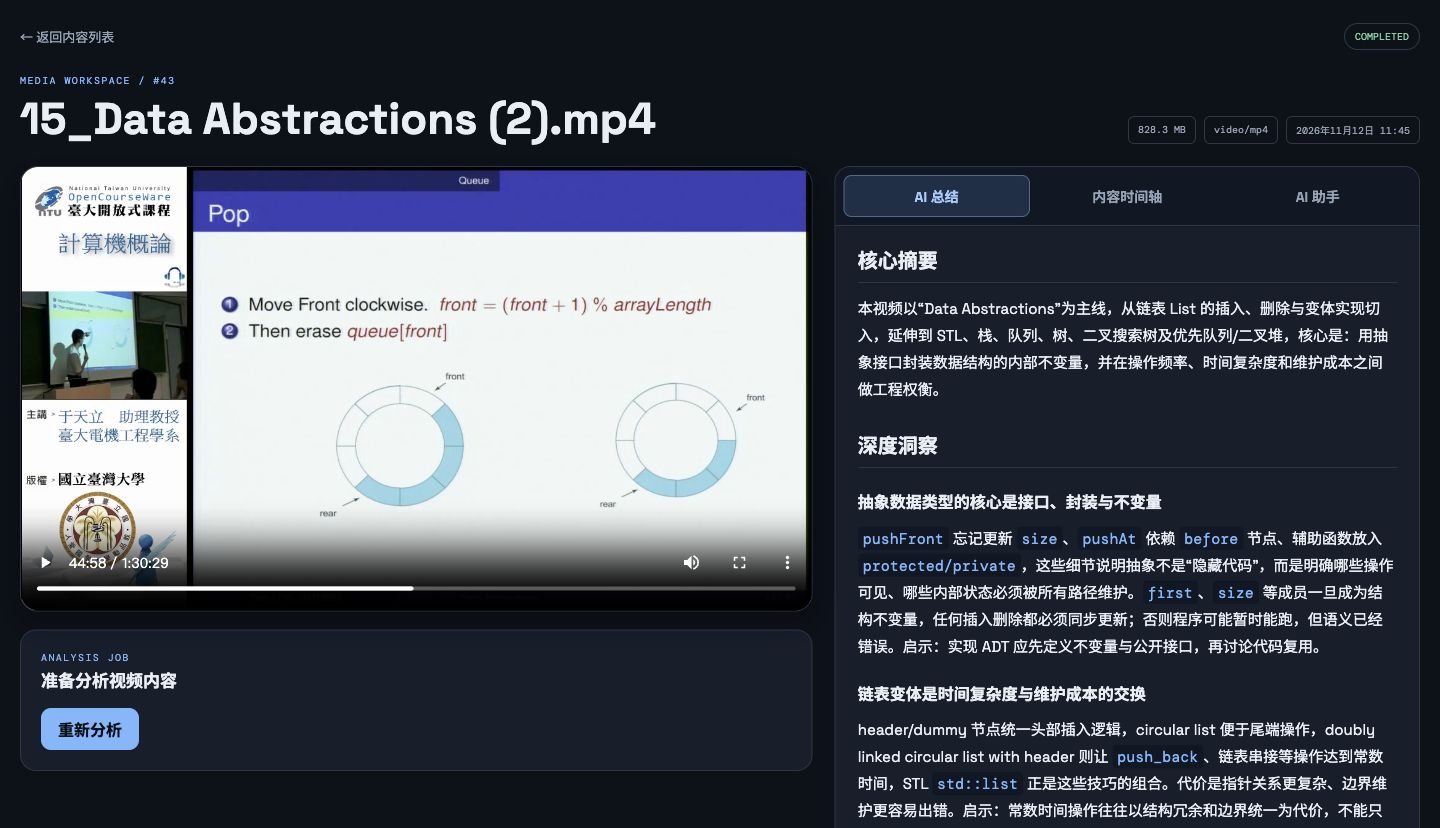 ← 返回内容列表
COMPLETED
MEDIA WORKSPACE / #43
15_Data Abstractions (2).mp4
828.3 MB
video/mp4
2026年11月12日 11:45
National Taiwan University
OpenCourseWare
NTU 臺大開放式課程
計算機概論
主講 > 于天立 助理教授
臺大電機工程學系
版權 > 國立臺灣大學
Queue
Pop
1 Move Front clockwise. front = (front + 1) % arrayLength
2 Then erase queue[front]
front
rear
front
rear
44:58 / 1:30:29
ANALYSIS JOB
准备分析视频内容
重新分析
AI 总结
内容时间轴
AI 助手
核心摘要
本视频以“Data Abstractions”为主线，从链表 List 的插入、删除与变体实现切
入，延伸到 STL、栈、队列、树、二叉搜索树及优先队列/二叉堆，核心是：用抽
象接口封装数据结构的内部不变量，并在操作频率、时间复杂度和维护成本之间
做工程权衡。
深度洞察
抽象数据类型的核心是接口、封装与不变量
pushFront 忘记更新 size 、 pushAt 依赖 before 节点、辅助函数放入
protected/private ，这些细节说明抽象不是“隐藏代码”，而是明确哪些操作
可见、哪些内部状态必须被所有路径维护。 first 、 size 等成员一旦成为结
构不变量，任何插入删除都必须同步更新；否则程序可能暂时能跑，但语义已经
错误。启示：实现 ADT 应先定义不变量与公开接口，再讨论代码复用。
链表变体是时间复杂度与维护成本的交换
header/dummy 节点统一头部插入逻辑，circular list 便于尾端操作，doubly
linked circular list with header 则让 push_back 、链表串接等操作达到常数
时间，STL std::list 正是这些技巧的组合。代价是指针关系更复杂、边界维
护更容易出错。启示：常数时间操作往往以结构冗余和边界统一为代价，不能只